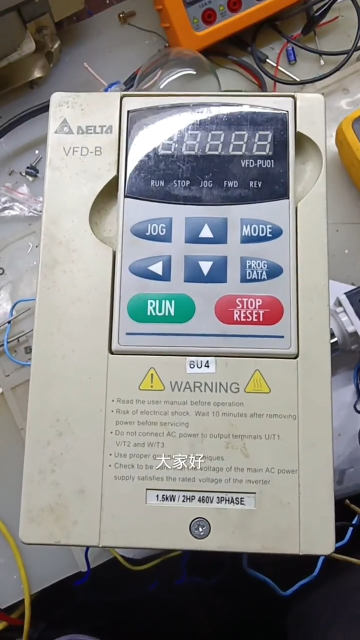 DELTA
VFD-B
VFD-PU01
RUN STOP JOG FWD REV
JOG
MODE
PROG
DATA
RUN
STOP
RESET
6U4
WARNING
• Read the user manual before operation.
• Risk of electrical shock. Wait 10 minutes after removing
power before servicing.
• Do not connect AC power to output terminals U/T1
V/T2 and W/T3.
• Use proper
• Check to be
voltage of the main AC power
supply satisfies the rated voltage of the inverter.
大家好
1.5kW / 2HP 460V 3PHASE